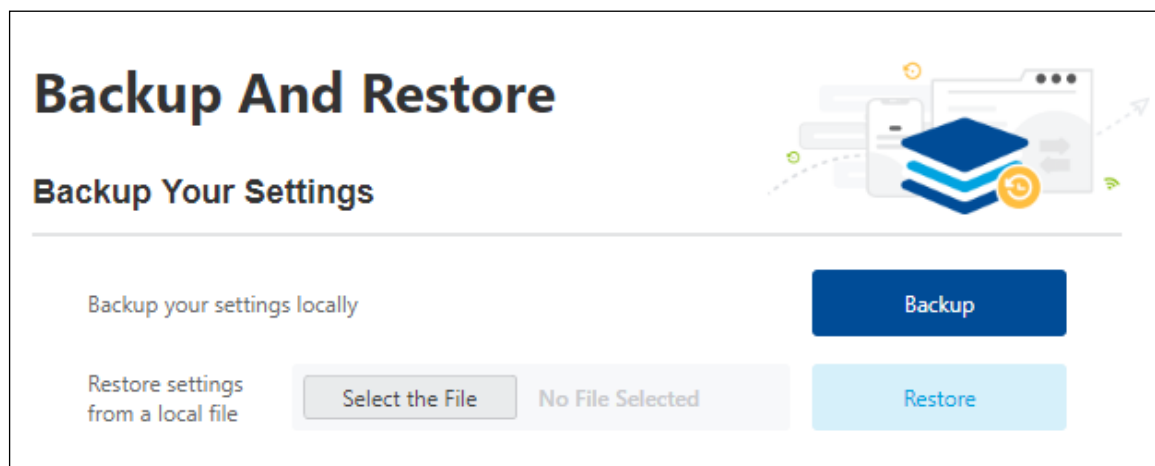 Backup And Restore
Backup Your Settings
Backup your settings locally
Backup
Restore settings
from a local file
Select the File
No File Selected
Restore